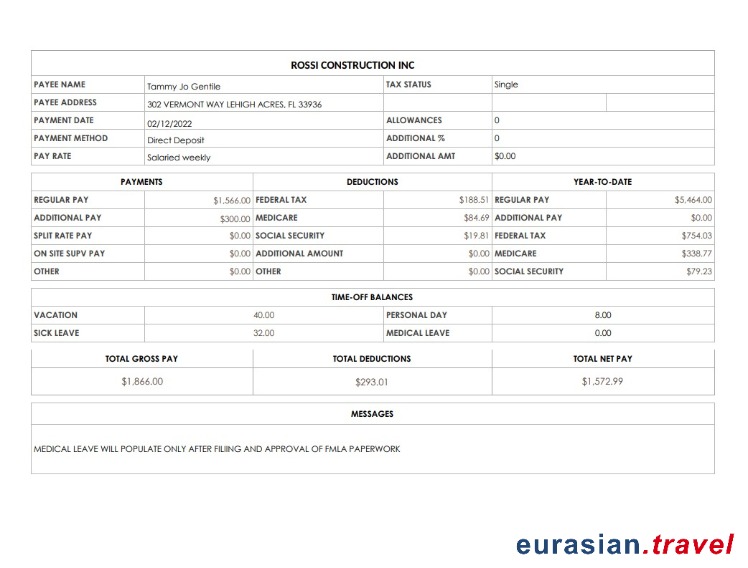 ROSSI CONSTRUCTION INC
PAYEE NAME Tammy Jo Gentile TAX STATUS Single
PAYEE ADDRESS 302 VERMONT WAY LEHIGH ACRES, FL 33936
PAYMENT DATE 02/12/2022 ALLOWANCES 0
PAYMENT METHOD Direct Deposit ADDITIONAL % 0
PAY RATE Salaried weekly ADDITIONAL AMT $0.00
PAYMENTS DEDUCTIONS YEAR-TO-DATE
REGULAR PAY $1,566.00 FEDERAL TAX $188.51 REGULAR PAY $5,464.00
ADDITIONAL PAY $300.00 MEDICARE $84.69 ADDITIONAL PAY $0.00
SPLIT RATE PAY $0.00 SOCIAL SECURITY $19.81 FEDERAL TAX $754.03
ON SITE SUPV PAY $0.00 ADDITIONAL AMOUNT $0.00 MEDICARE $338.77
OTHER $0.00 OTHER $0.00 SOCIAL SECURITY $79.23
TIME-OFF BALANCES
VACATION 40.00 PERSONAL DAY 8.00
SICK LEAVE 32.00 MEDICAL LEAVE 0.00
TOTAL GROSS PAY TOTAL DEDUCTIONS TOTAL NET PAY
$1,866.00 $293.01 $1,572.99
MESSAGES
MEDICAL LEAVE WILL POPULATE ONLY AFTER FILIING AND APPROVAL OF FMLA PAPERWORK
eurasian.travel